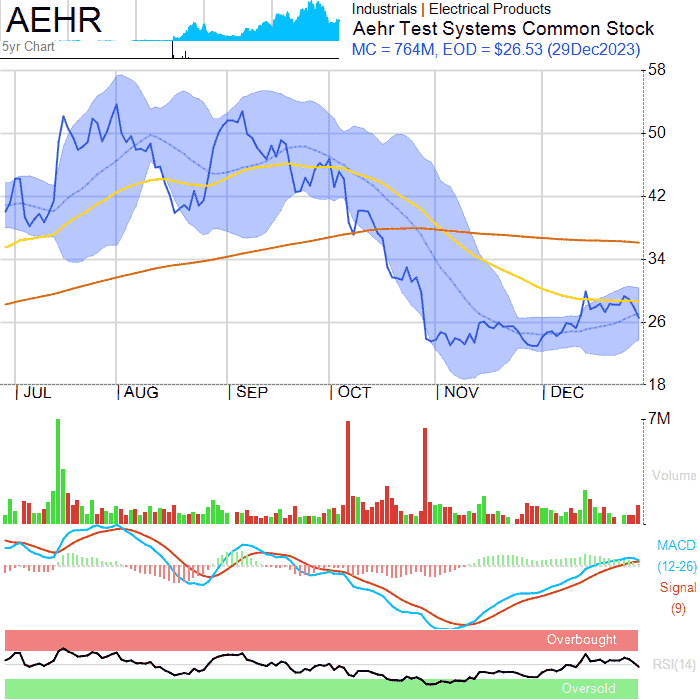 AEHR
5yr Chart
Industrials | Electrical Products
Aehr Test Systems Common Stock
MC = 764M, EOD = $26.53 (29Dec2023)
58
50
42
34
26
18
JUL
AUG
SEP
OCT
NOV
DEC
7M
Volume
MACD
(12-26)
Signal
(9)
Overbought
RSI(14)
Oversold